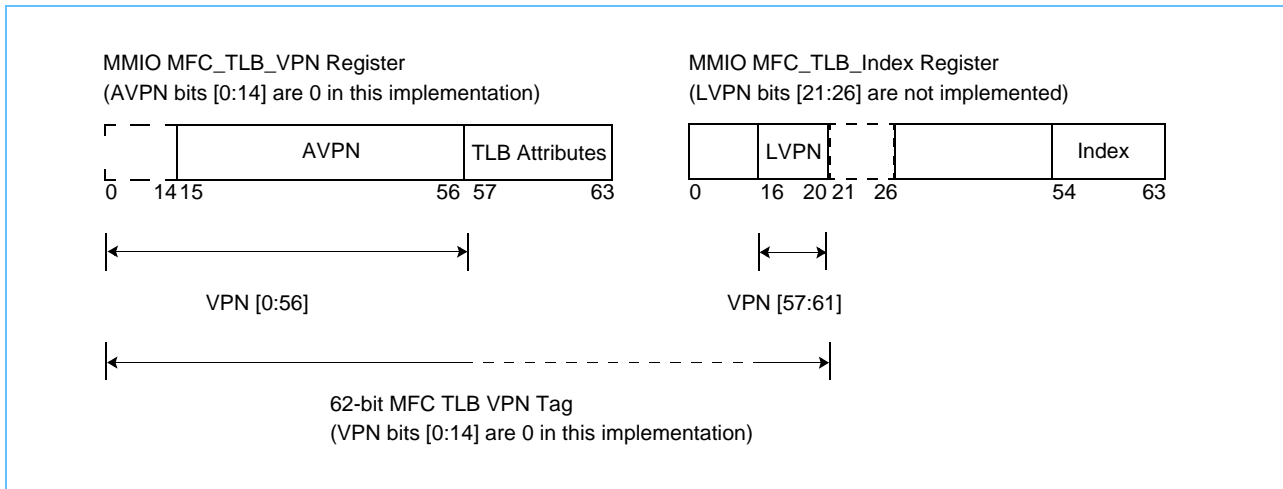 MMIO MFC_TLB_VPN Register
(AVPN bits [0:14] are 0 in this implementation)
AVPN
TLB Attributes
0 14 15 56 57 63
VPN [0:56]
MMIO MFC_TLB_Index Register
(LVPN bits [21:26] are not implemented)
LVPN
Index
0 16 20 21 26 54 63
VPN [57:61]
62-bit MFC TLB VPN Tag
(VPN bits [0:14] are 0 in this implementation)